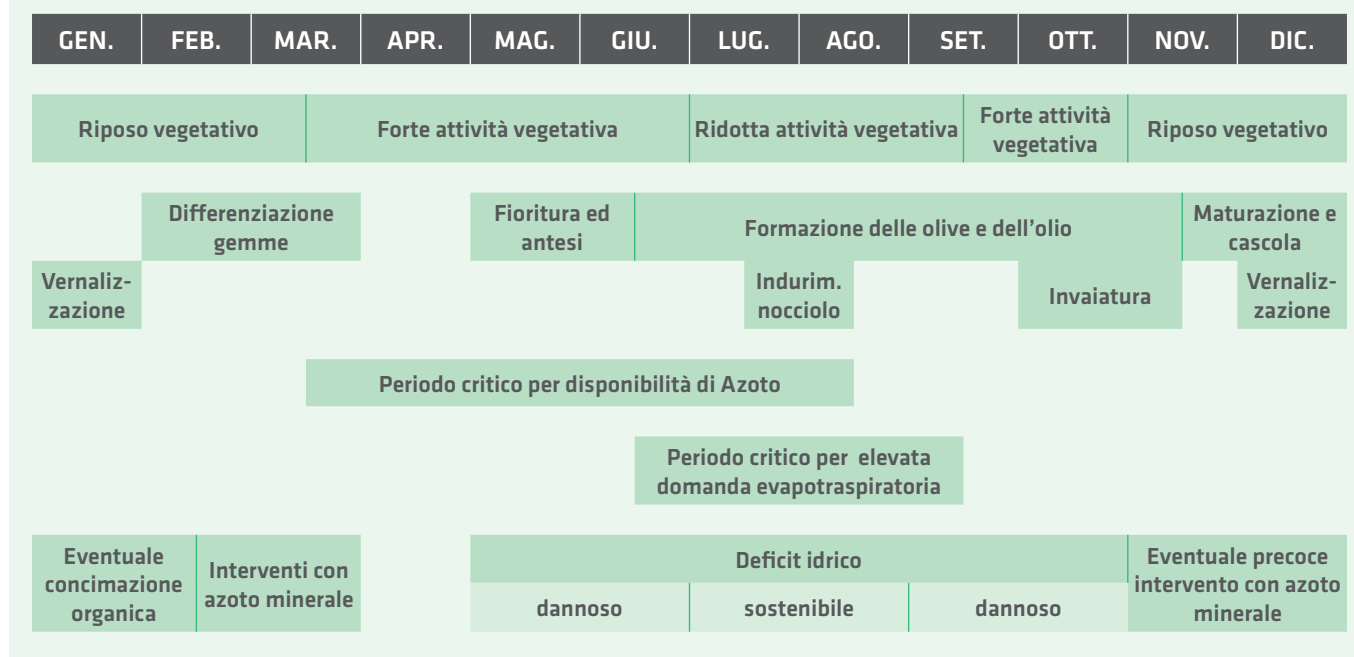 GEN. FEB. MAR. APR. MAG. GIU. LUG. AGO. SET. OTT. NOV. DIC.
Riposo vegetativo
Forte attività vegetativa
Ridotta attività vegetativa
Forte attività
vegetativa
Riposo vegetativo
Differenziazione
gemme
Fioritura ed
antesi
Formazione delle olive e dell'olio
Maturazione e
cascola
Vernaliz-
zazione
Indurim.
nocciolo
Invaiatura
Vernaliz-
zazione
Periodo critico per disponibilità di Azoto
Periodo critico per elevata
domanda evapotraspiratoria
Eventuale
concimazione
organica
Interventi con
azoto minerale
Deficit idrico
dannoso
sostenibile
dannoso
Eventuale precoce
intervento con azoto
minerale